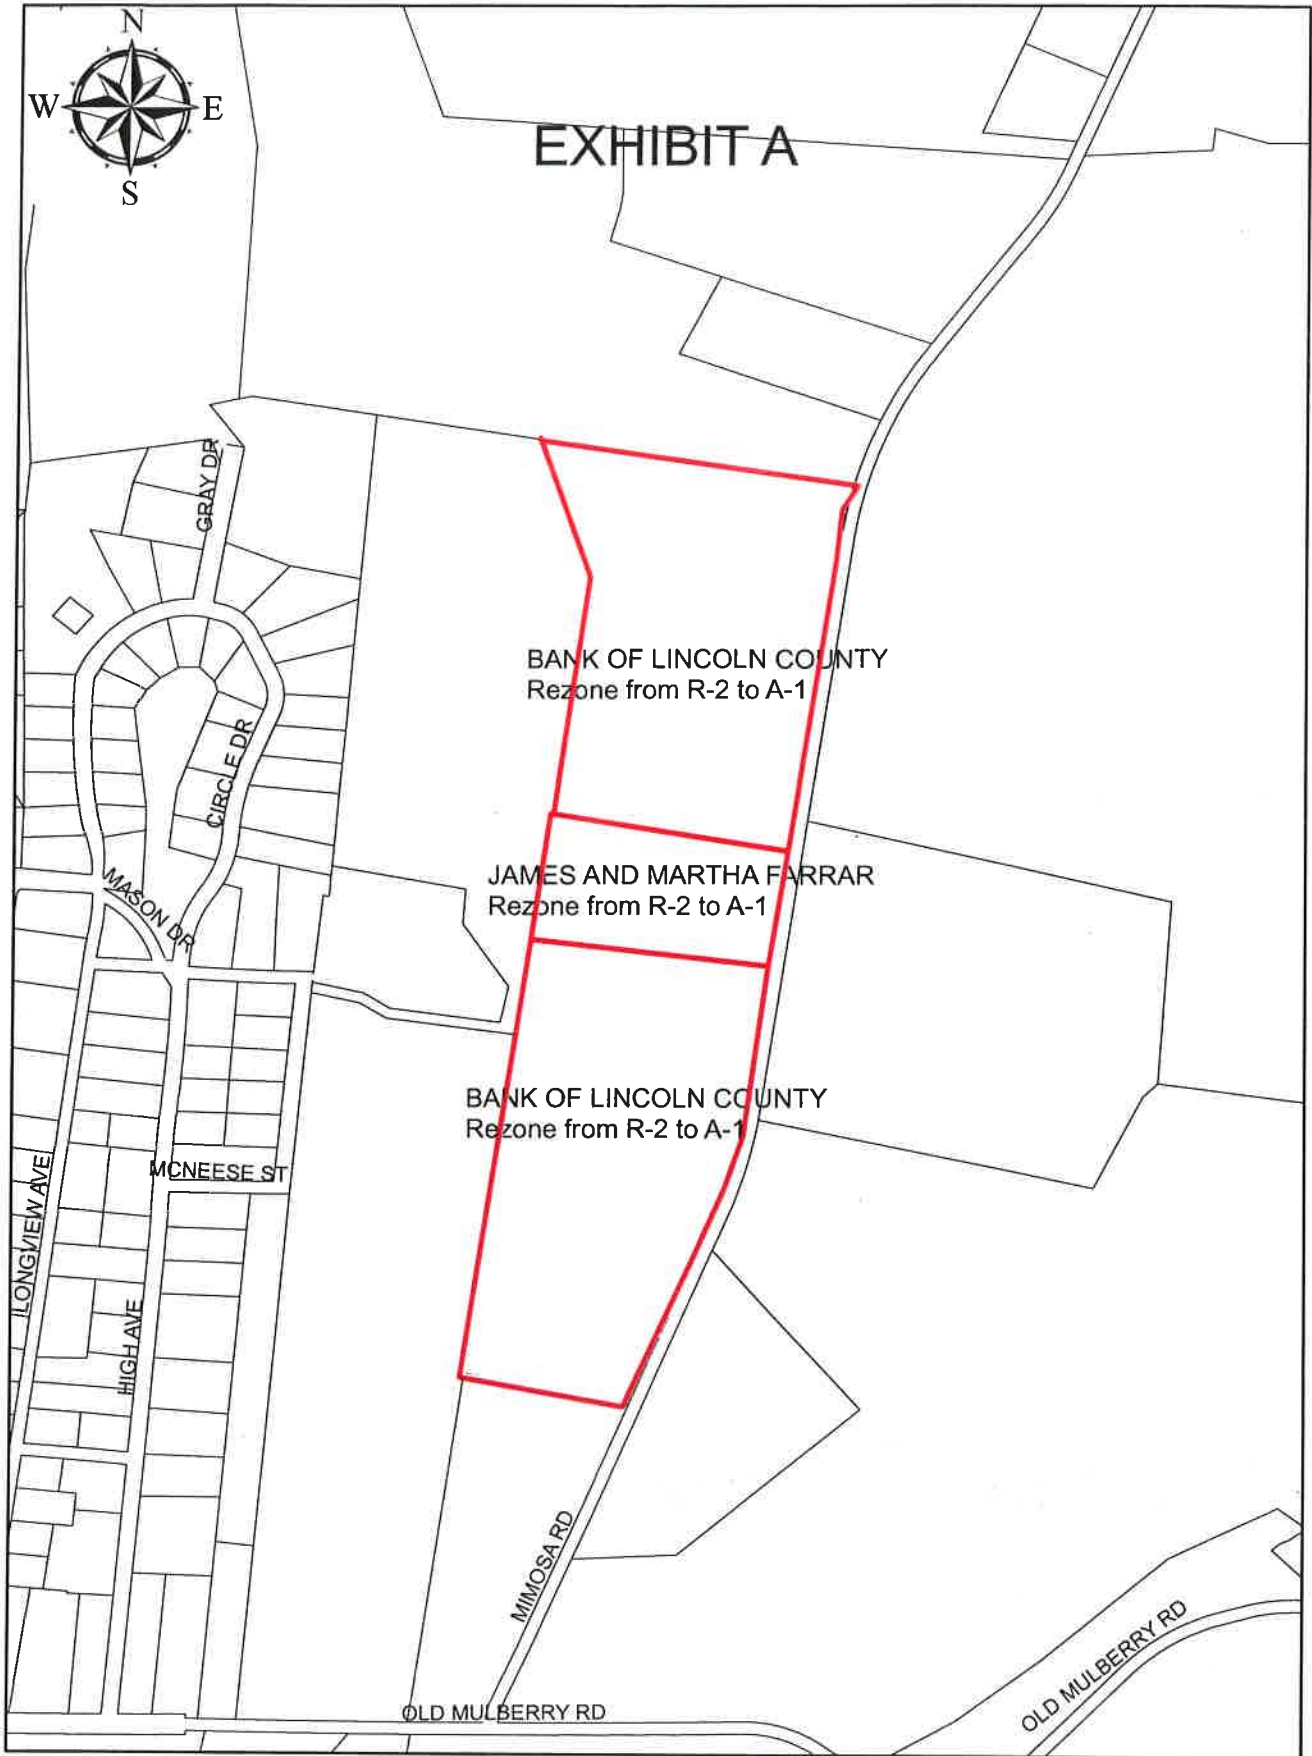 N
W E
S
EXHIBIT A
GRAY DR
BANK OF LINCOLN COUNTY
Rezone from R-2 to A-1
CIRCLE DR
JAMES AND MARTHA FARRAR
Rezone from R-2 to A-1
MASON DR
BANK OF LINCOLN COUNTY
Rezone from R-2 to A-1
MCNEESE ST
LONGVIEW AVE
HIGH AVE
MIMOSA RD
OLD MULBERRY RD
OLD MULBERRY RD